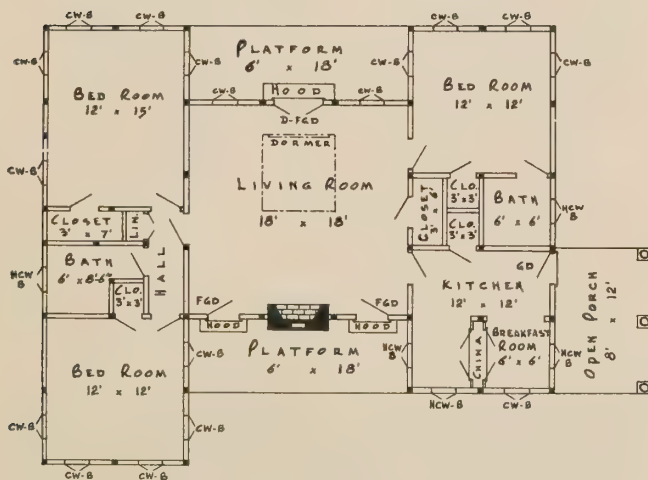 CW-B CW-B CW-B CW-B
CW-B CW-B CW-B CW-B
PLATFORM
6' x 18'
HOOD
BED ROOM
12' x 15'
BED ROOM
12' x 12'
CW-B CW-B
D-FGD
DORMER
LIVING ROOM
18' x 18'
CW-B
CLOSET
3' x 7'
LIN.
CLOSET
3' x 6'
CLO.
3'x3'
CLO.
3'x3'
BATH
6' x 6'
HCW
B
BATH
6' x 8'-6"
HALL
CLO.
3'x3'
HCW
B
GD
KITCHEN
12' x 12'
OPEN PORCH
8' x 12'
FGD
HOOD
FGD
HOOD
PLATFORM
6' x 18'
HCW
B
CHINA
BREAKFAST
ROOM
6' x 6'
HCW
B
BED ROOM
12' x 12'
CW-B
CW-B
CW-B
CW-B
HCW-B CW-B
CW-B CW-B